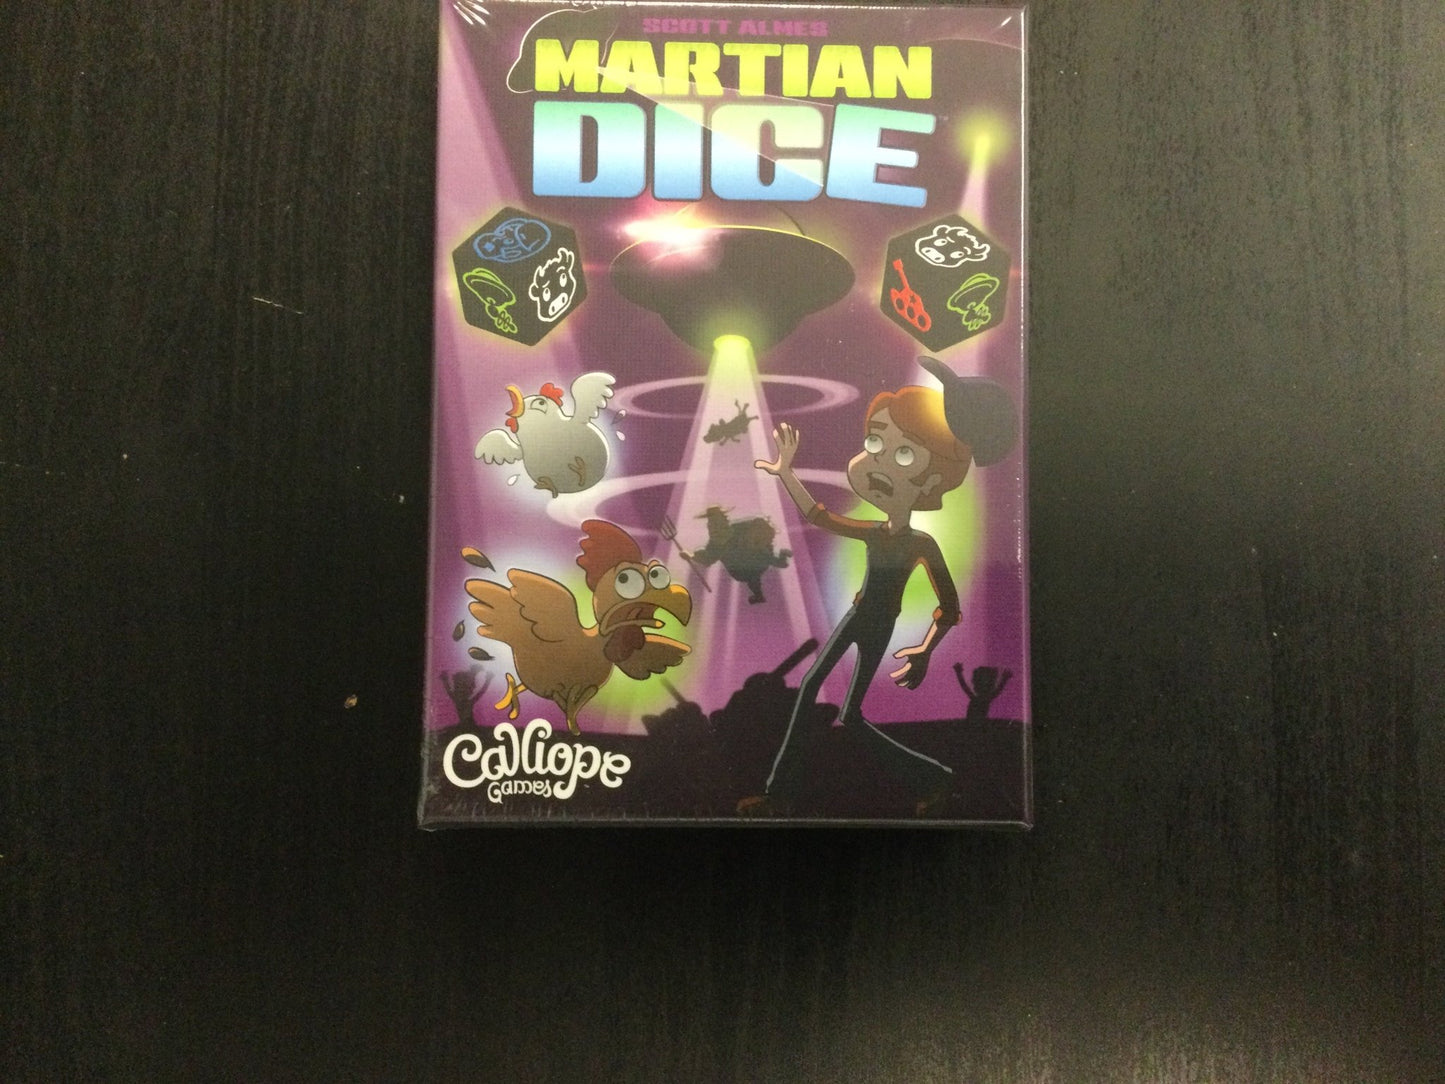 SCOTT ALMES
MARTIAN
DICE
Calliope
Games